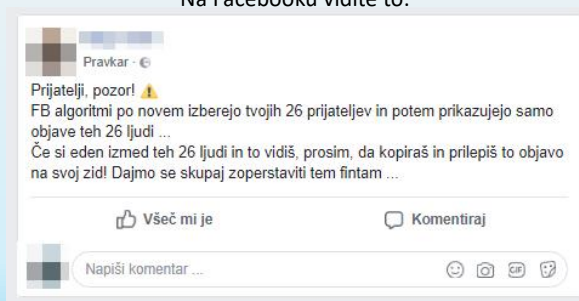 Na Facebooku vidite to:
Pravkar ·
Prijatelji, pozor! ⚠
FB algoritmi po novem izberejo tvojih 26 prijateljev in potem prikazujejo samo
objave teh 26 ljudi ...
Če si eden izmed teh 26 ljudi in to vidiš, prosim, da kopiraš in prilepiš to objavo
na svoj zid! Dajmo se skupaj zoperstaviti tem fintam ...
Všeč mi je
Komentiraj
Napiši komentar ...
GIF